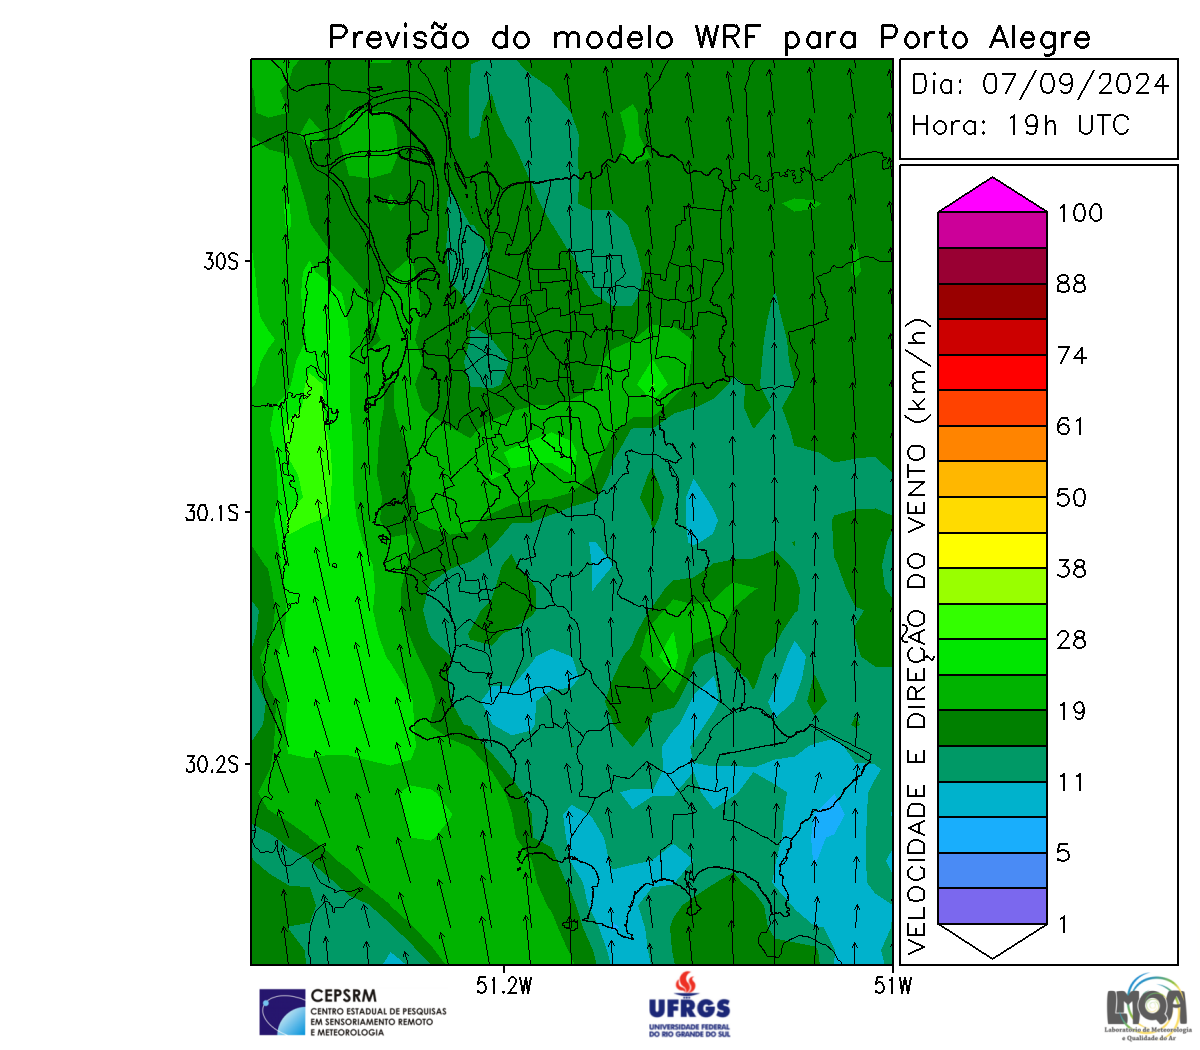 Previsão do modelo WRF para Porto Alegre
Dia: 07/09/2024
Hora: 19h UTC
30S
30.1S
30.2S
51.2W
51W
VELOCIDADE E DIREÇÃO DO VENTO (km/h)
100
88
74
61
50
38
28
19
11
5
1
CEPSRM
CENTRO ESTADUAL DE PESQUISAS
EM SENSORIAMENTO REMOTO
E METEOROLOGIA
UFRGS
UNIVERSIDADE FEDERAL
DO RIO GRANDE DO SUL
LMQA
Laboratório de Meteorologia
e Qualidade do Ar